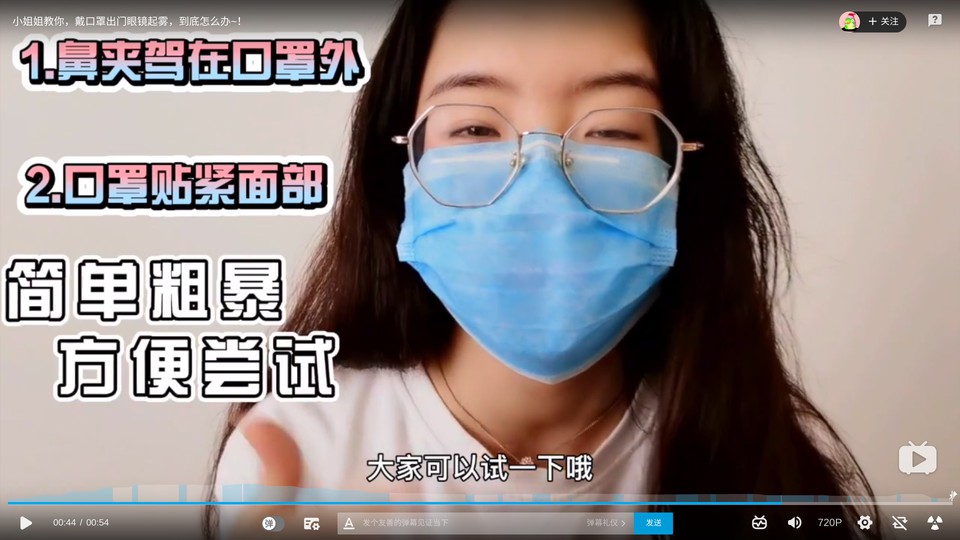 小姐姐教你，戴口罩出门眼镜起雾，到底怎么办~!
+ 关注
1.鼻夹驾在口罩外
2.口罩贴紧面部
简单粗暴
方便尝试
大家可以试一下哦
00:44 / 00:54
弹
A
发个友善的弹幕见证当下
弹幕礼仪 >
发送
720P